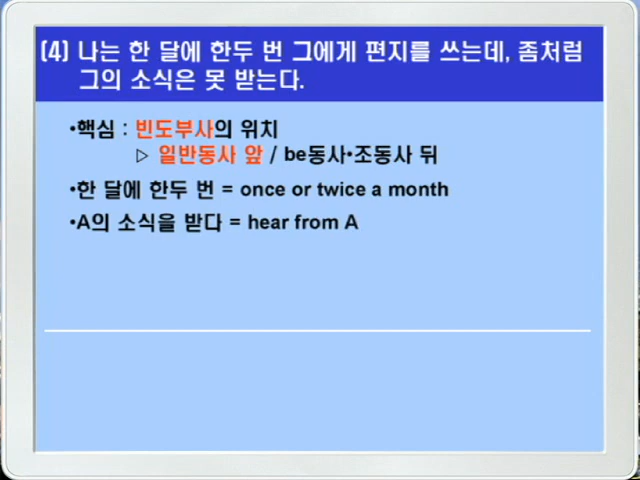 (4) 나는 한 달에 한두 번 그에게 편지를 쓰는데, 좀처럼
그의 소식은 못 받는다.
•핵심 : 빈도부사의 위치
▷ 일반동사 앞 / be동사•조동사 뒤
•한 달에 한두 번 = once or twice a month
•A의 소식을 받다 = hear from A